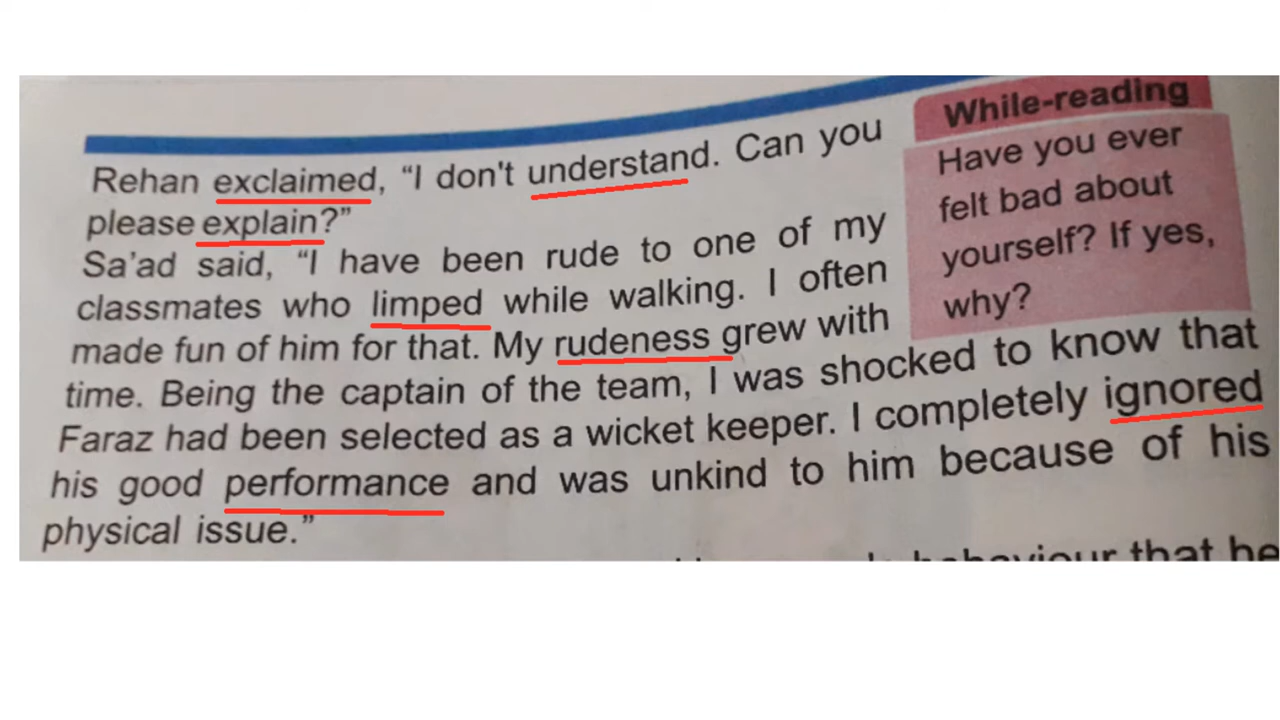 While-reading
Have you ever
felt bad about
yourself? If yes,
why?
Rehan exclaimed, “I don't understand. Can you
please explain?”
Sa’ad said, “I have been rude to one of my
classmates who limped while walking. I often
made fun of him for that. My rudeness grew with
time. Being the captain of the team, I was shocked to know that
Faraz had been selected as a wicket keeper. I completely ignored
his good performance and was unkind to him because of his
physical issue.”
behaviour that he